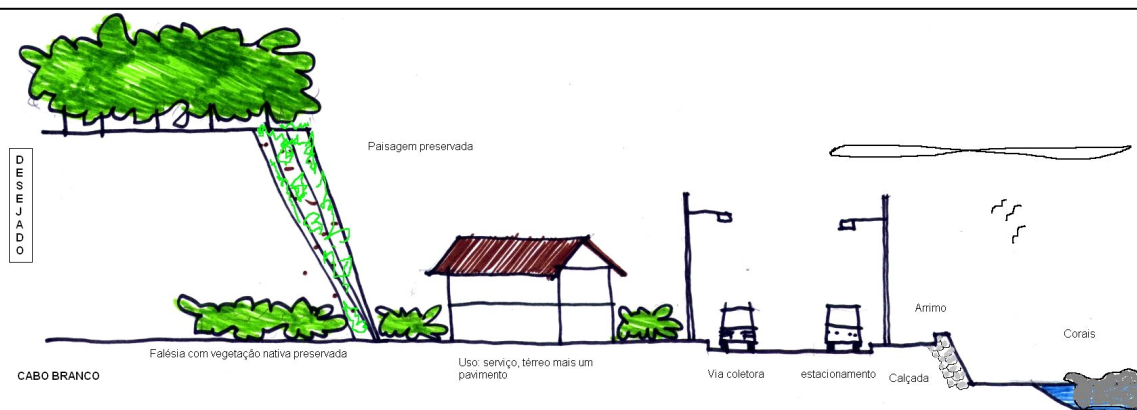 DESEJADO
Paisagem preservada
Arrimo
Corais
Falésia com vegetação nativa preservada
Uso: serviço, térreo mais um
pavimento
Via coletora
estacionamento
Calçada
CABO BRANCO